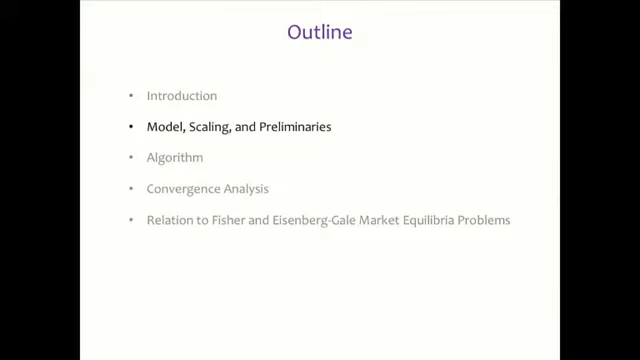 Outline
• Introduction
• Model, Scaling, and Preliminaries
• Algorithm
• Convergence Analysis
• Relation to Fisher and Eisenberg-Gale Market Equilibria Problems